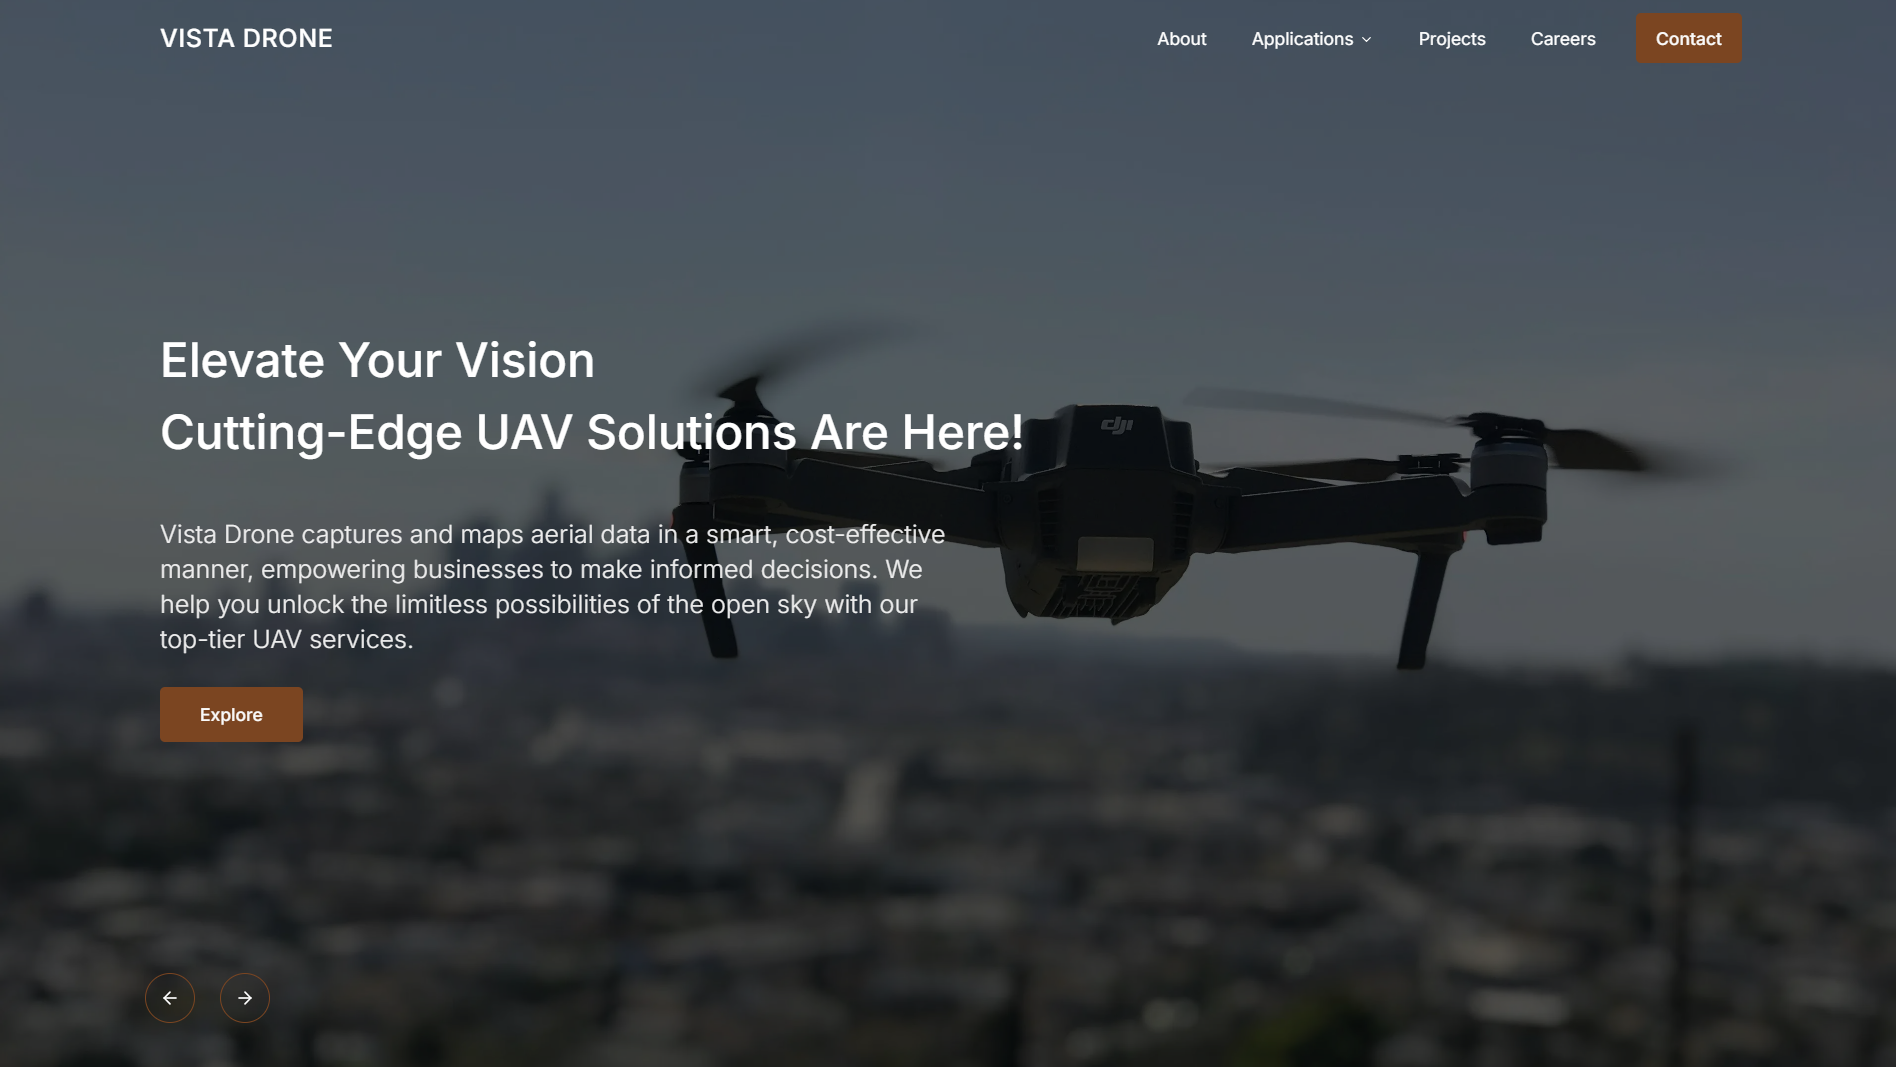 VISTA DRONE
About
Applications
Projects
Careers
Contact
Elevate Your Vision
Cutting-Edge UAV Solutions Are Here!
dji
Vista Drone captures and maps aerial data in a smart, cost-effective
manner, empowering businesses to make informed decisions. We
help you unlock the limitless possibilities of the open sky with our
top-tier UAV services.
Explore